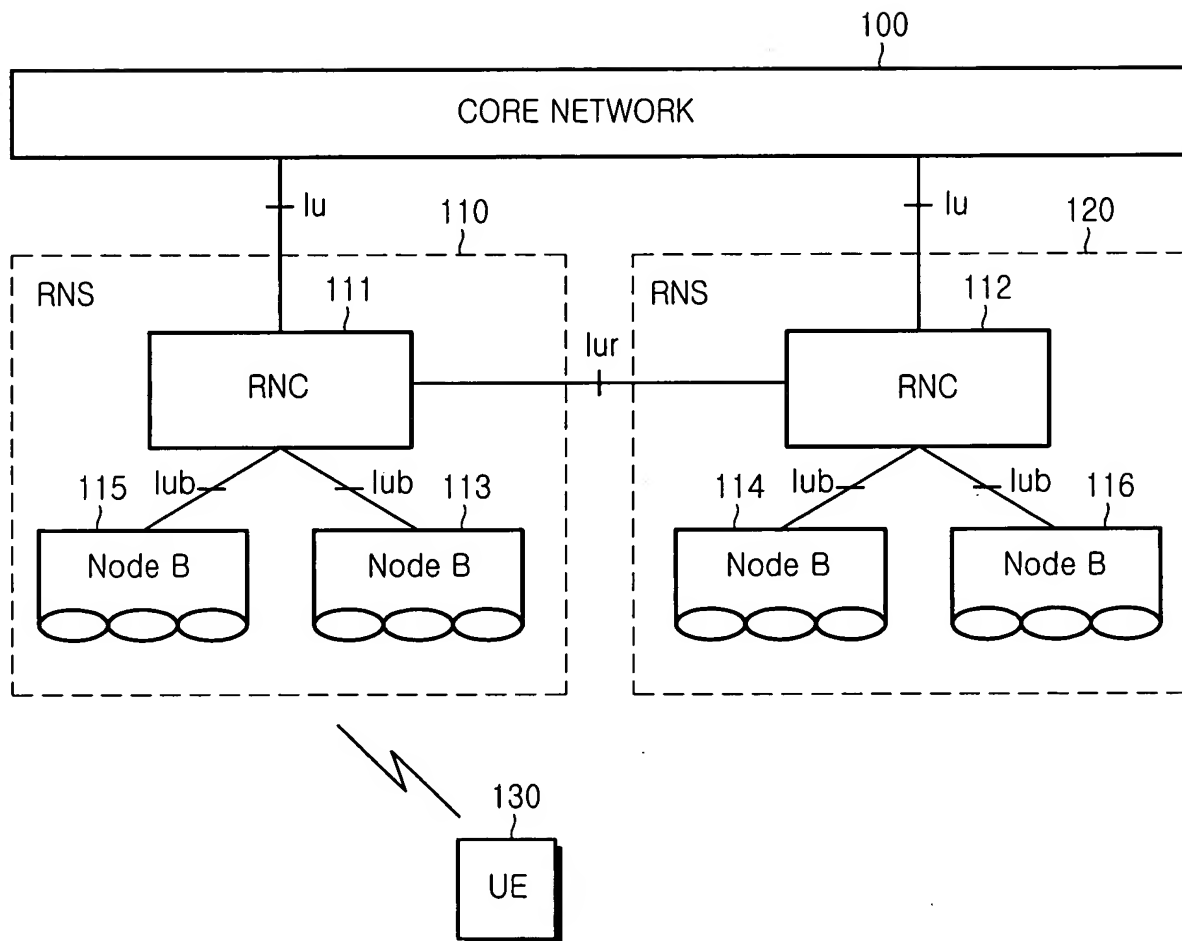 100
CORE NETWORK
Iu
110
Iu
120
RNS
111
RNS
112
RNC
Iur
RNC
115
Iub
Iub
113
114
Iub
Iub
116
Node B
Node B
Node B
Node B
130
UE